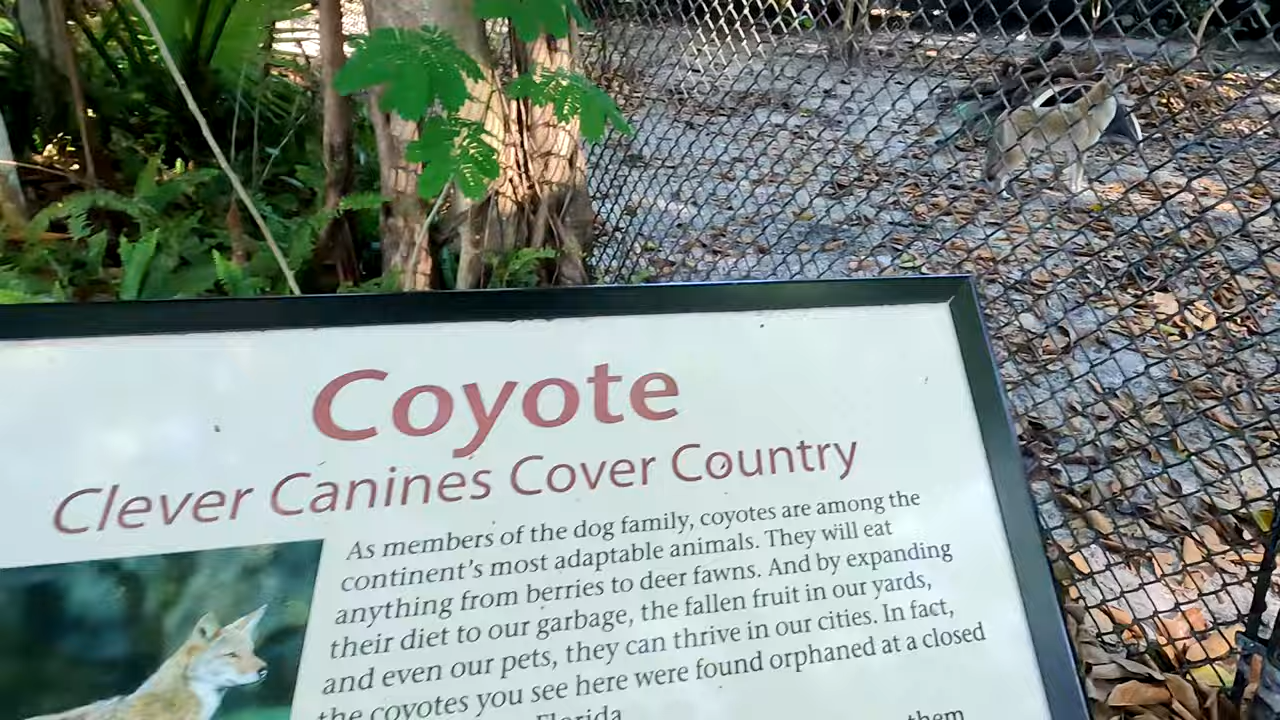 Coyote
Clever Canines Cover Country
As members of the dog family, coyotes are among the
continent's most adaptable animals. They will eat
anything from berries to deer fawns. And by expanding
their diet to our garbage, the fallen fruit in our yards,
and even our pets, they can thrive in our cities. In fact,
the coyotes you see here were found orphaned at a closed
Florida them